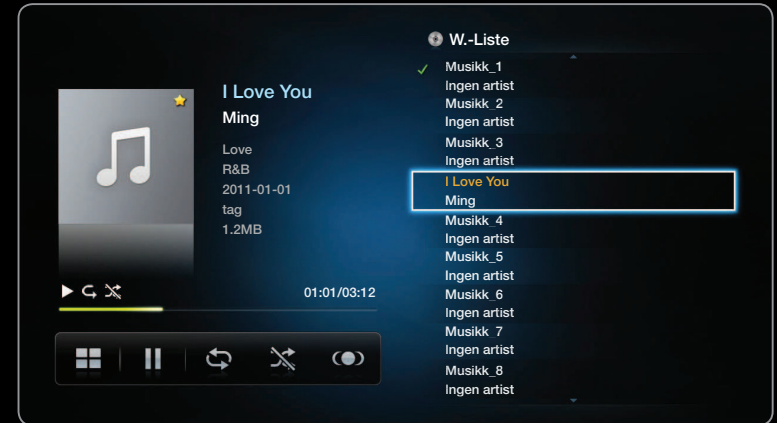 I Love You
Ming
Love
R&B
2011-01-01
tag
1.2MB
01:01/03:12
W.-Liste
Musikk_1
Ingen artist
Musikk_2
Ingen artist
Musikk_3
Ingen artist
I Love You
Ming
Musikk_4
Ingen artist
Musikk_5
Ingen artist
Musikk_6
Ingen artist
Musikk_7
Ingen artist
Musikk_8
Ingen artist